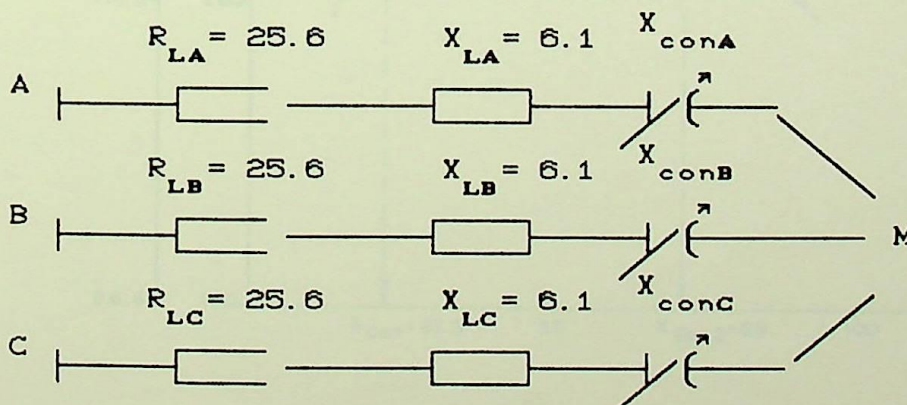 R_LA = 25.6 X_LA = 6.1 X_conA
A
R_LB = 25.6 X_LB = 6.1 X_conB
B M
R_LC = 25.6 X_LC = 6.1 X_conC
C